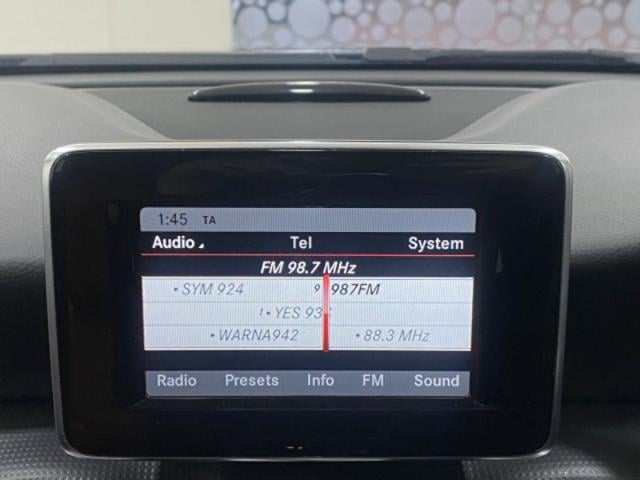 1:45 TA
Audio Tel System
FM 98.7 MHz
• SYM 924 9 987FM
1 • YES 93
• WARNA942 • 88.3 MHz
Radio Presets Info FM Sound